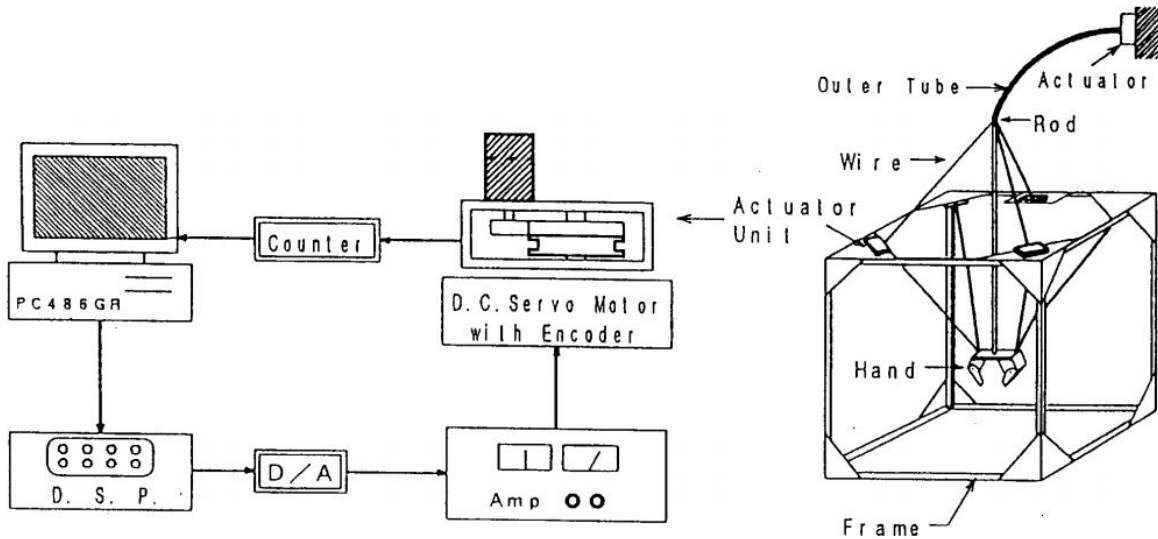 PC486GR
Counter
D.C.Servo Motor
with Encoder
D. S. P.
D/A
Amp
Actuator
Unit
Outer Tube
Actuator
Rod
Wire
Hand
Frame